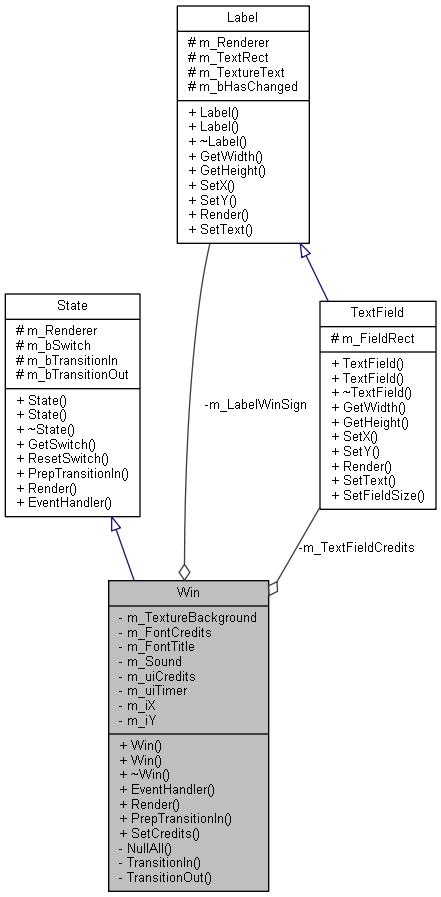 Label
# m_Renderer
# m_TextRect
# m_TextureText
# m_bHasChanged
+ Label()
+ Label()
+ ~Label()
+ GetWidth()
+ GetHeight()
+ SetX()
+ SetY()
+ Render()
+ SetText()
State
# m_Renderer
# m_bSwitch
# m_bTransitionIn
# m_bTransitionOut
+ State()
+ State()
+ ~State()
+ GetSwitch()
+ ResetSwitch()
+ PrepTransitionIn()
+ Render()
+ EventHandler()
TextField
# m_FieldRect
+ TextField()
+ TextField()
+ ~TextField()
+ GetWidth()
+ GetHeight()
+ SetX()
+ SetY()
+ Render()
+ SetText()
+ SetFieldSize()
-m_LabelWinSign
-m_TextFieldCredits
Win
- m_TextureBackground
- m_FontCredits
- m_FontTitle
- m_Sound
- m_uiCredits
- m_uiTimer
- m_iX
- m_iY
+ Win()
+ Win()
+ ~Win()
+ EventHandler()
+ Render()
+ PrepTransitionIn()
+ SetCredits()
- NullAll()
- TransitionIn()
- TransitionOut()